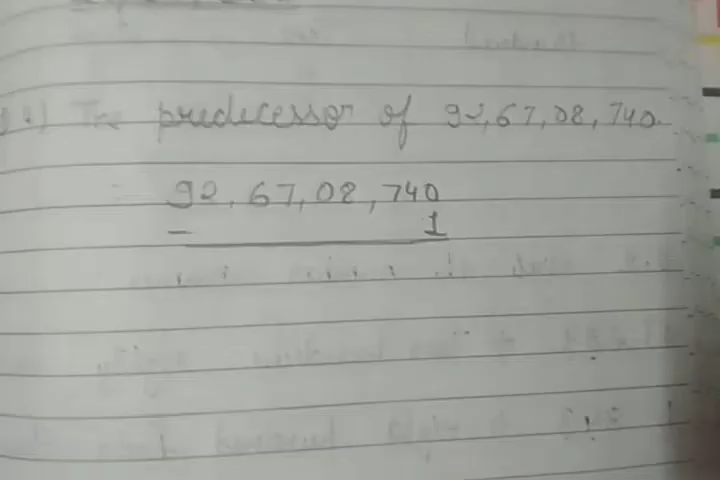 The predecessor of 92,67,08,740.
92,67,08,740
- 1